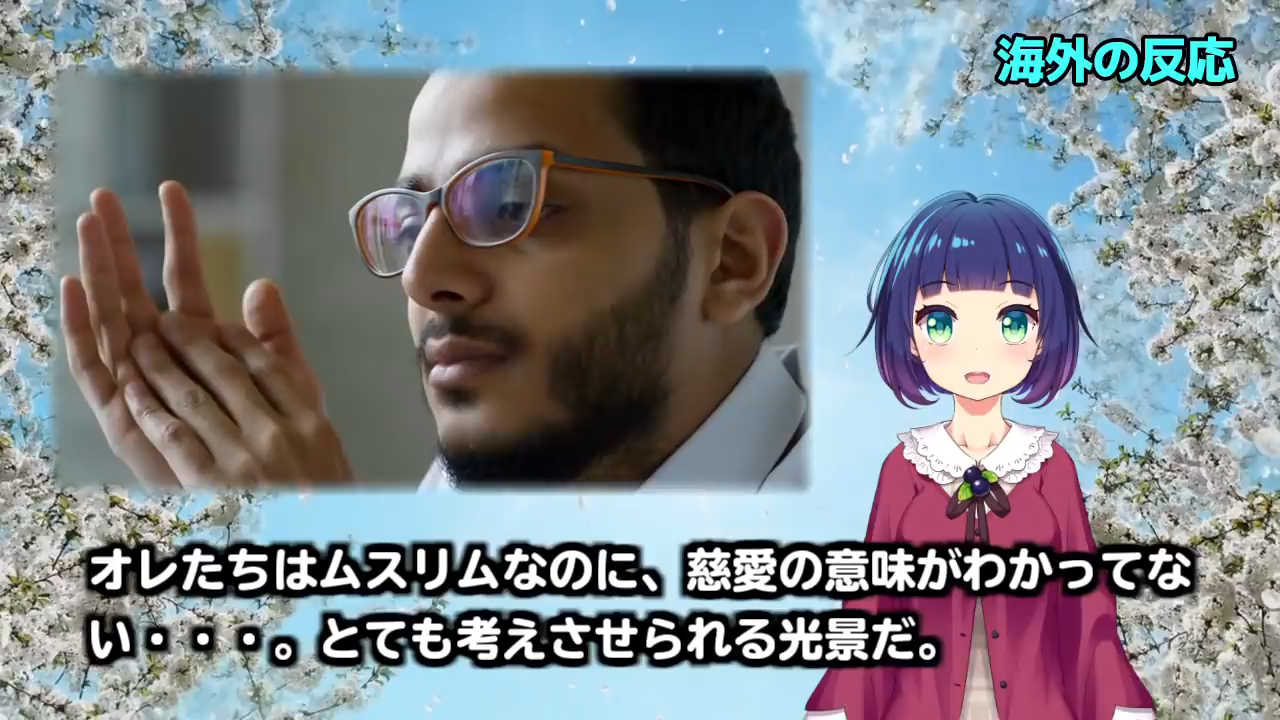 海外の反応
オレたちはムスリムなのに、慈愛の意味がわかってな
い・・・。とても考えさせられる光景だ。